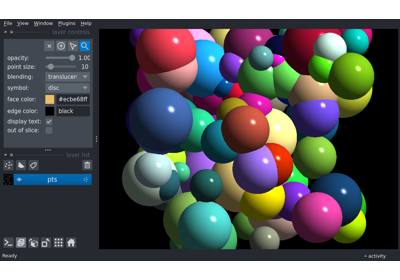 File View Window Plugins Help
layer controls
opacity: 1.00
point size: 10
blending: translucen
symbol: disc
face color: #ecbe68ff
edge color: black
display text: ✓
out of slice:
layer list
pts
Ready
activity